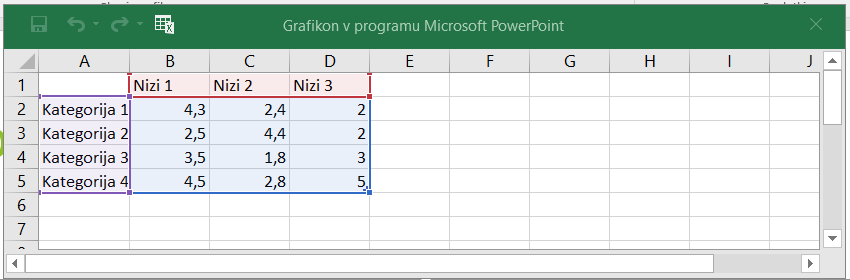 Grafikon v programu Microsoft PowerPoint
A B C D E F G H I J
1 Nizi 1 Nizi 2 Nizi 3
2 Kategorija 1 4,3 2,4 2
3 Kategorija 2 2,5 4,4 2
4 Kategorija 3 3,5 1,8 3
5 Kategorija 4 4,5 2,8 5
6
7